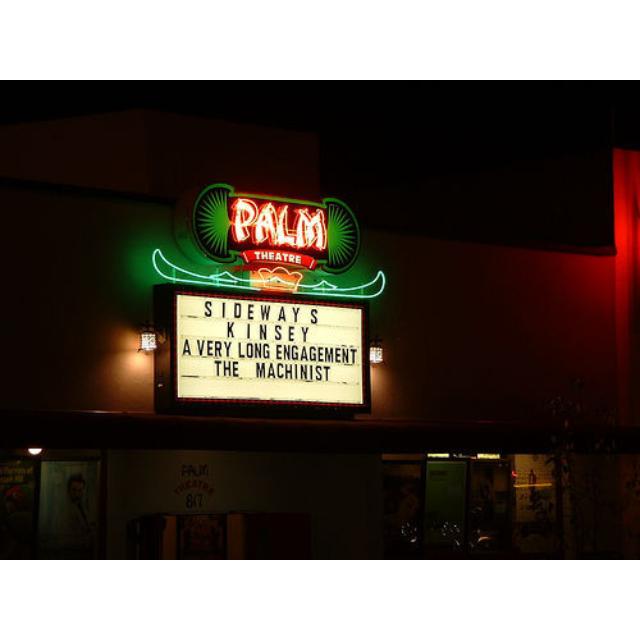 PALM
THEATRE
SIDEWAYS
KINSEY
A VERY LONG ENGAGEMENT
THE MACHINIST
PALM
THEATRE
817